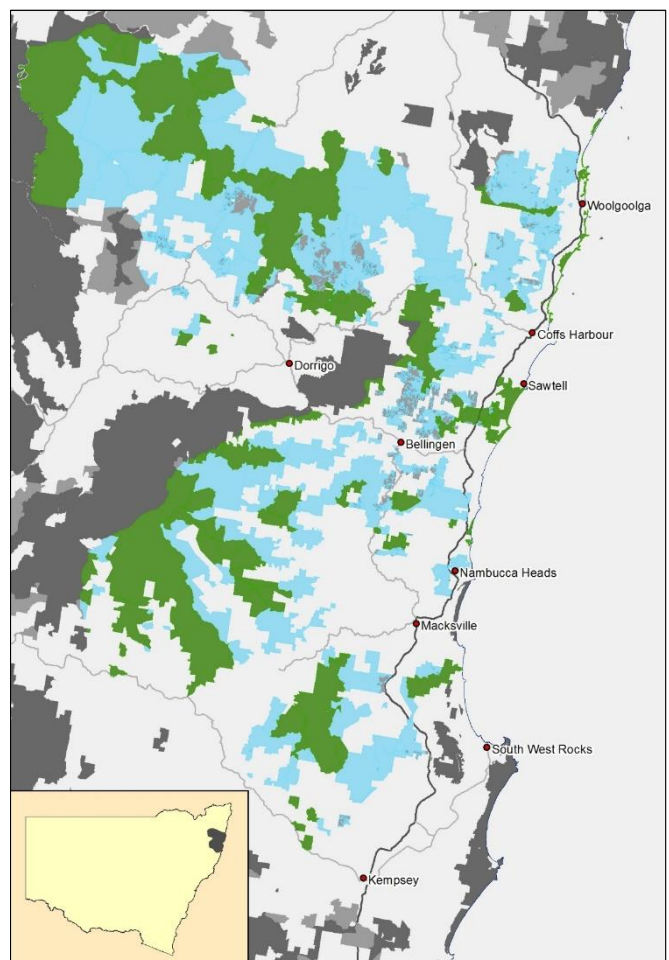 Woolgoolga
Coffs Harbour
Dorrigo
Sawtell
Bellingen
Nambucca Heads
Macksville
South West Rocks
Kempsey